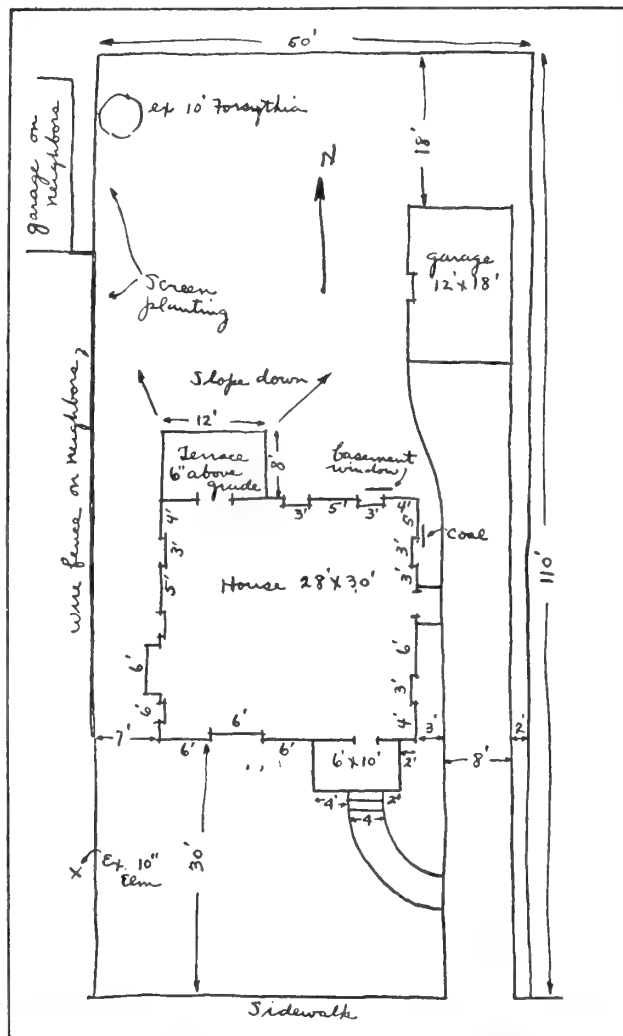 50'
ex 10' Forsythia
garage on
neighbors
18'
N
garage
12' x 18'
Screen
planting
Slope down
12'
Terrace
6" above
grade
8'
basement
window
wire fence on neighbors
4'
3'
5'
3'
5'
3'
4'
5'
Coal
3'
3'
110'
House 28' x 30'
6'
6'
6'
3'
4'
7'
6'
6'
6'
6' x 10'
2'
3'
8'
2'
4'
2'
4
30'
x
Ex. 10"
Elm
Sidewalk